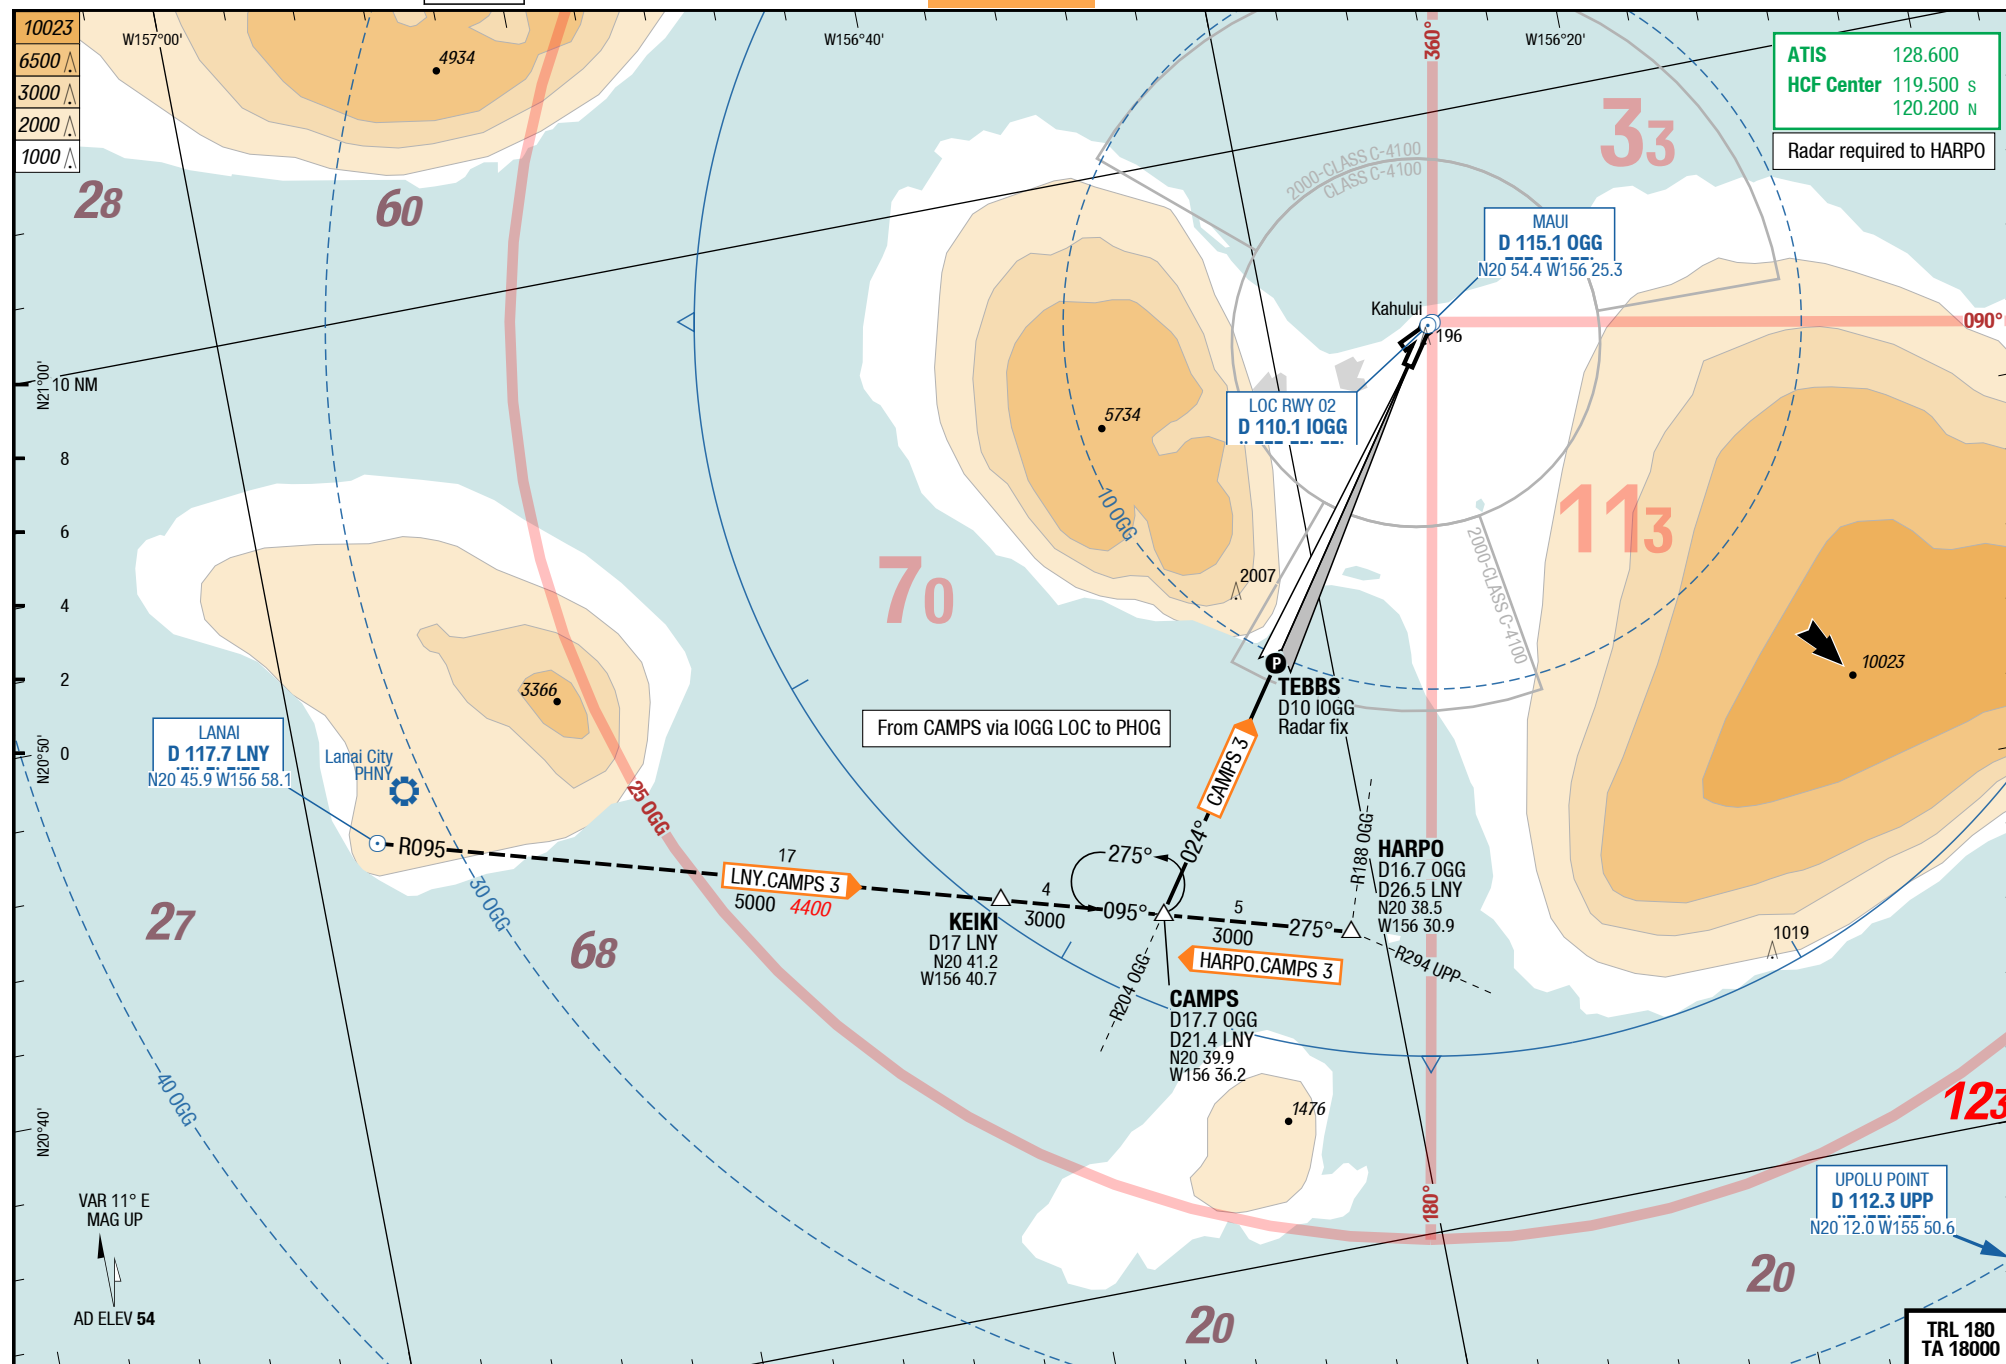 10023
6500
3000
2000
1000
W157°00'
4934
W156°40'
360°
W156°20'
ATIS 128.600
HCF Center 119.500 S
120.200 N
Radar required to HARPO
33
28
60
2000-CLASS C-4100
CLASS C-4100
MAUI
D 115.1 OGG
N20 54.4 W156 25.3
Kahului
196
090°
N21°00'
10 NM
8
6
4
2
0
5734
LOC RWY 02
D 110.1 IOGG
10 OGG
113
2000-CLASS C-4100
70
2007
10023
3366
TEBBS
D10 IOGG
Radar fix
From CAMPS via IOGG LOC to PHOG
LANAI
D 117.7 LNY
N20 45.9 W156 58.1
Lanai City
PHNY
N20°50'
25 OGG
CAMPS 3
024°
R095
17
LNY.CAMPS 3
5000 4400
30 OGG
275°
4
3000
095°
5
3000
275°
R188 OGG
HARPO
D16.7 OGG
D26.5 LNY
N20 38.5
W156 30.9
KEIKI
D17 LNY
N20 41.2
W156 40.7
HARPO.CAMPS 3
R294 UPP
R204 OGG
1019
27
68
CAMPS
D17.7 OGG
D21.4 LNY
N20 39.9
W156 36.2
40 OGG
1476
123
N20°40'
180°
UPOLU POINT
D 112.3 UPP
N20 12.0 W155 50.6
VAR 11° E
MAG UP
AD ELEV 54
20
20
TRL 180
TA 18000